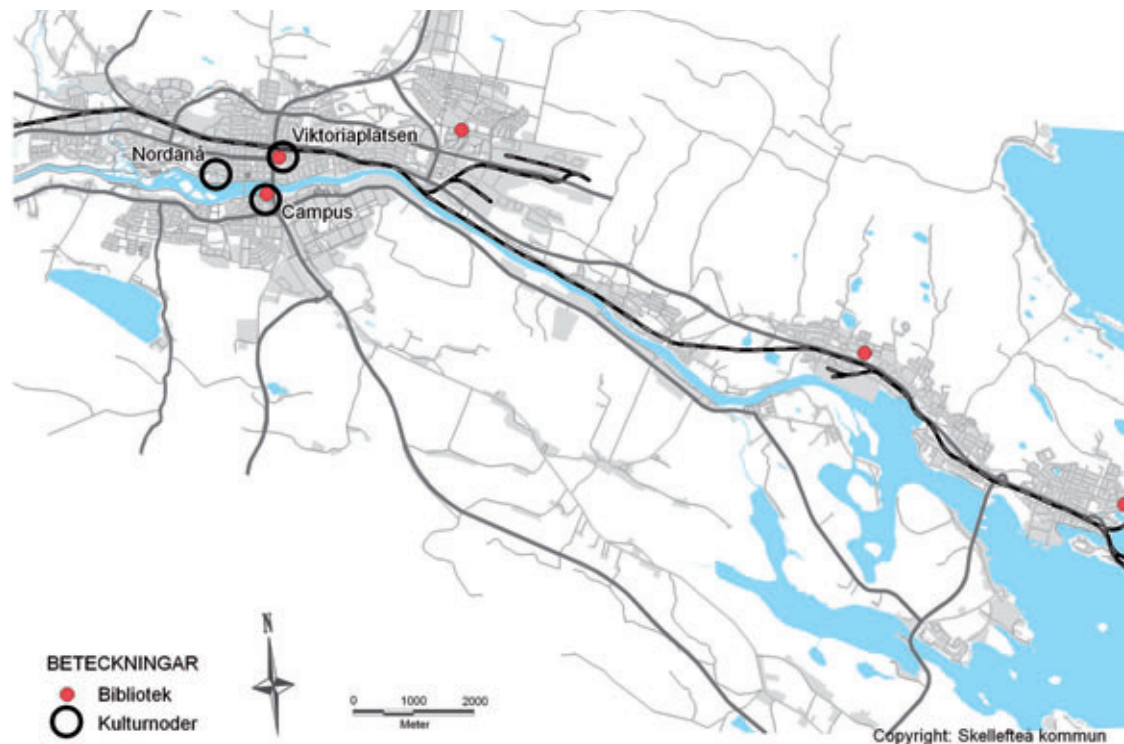 Viktoriaplatsen
Nordanå
Campus
N
BETECKNINGAR
Bibliotek
Kulturnoder
0 1000 2000
Meter
Copyright: Skellefteå kommun